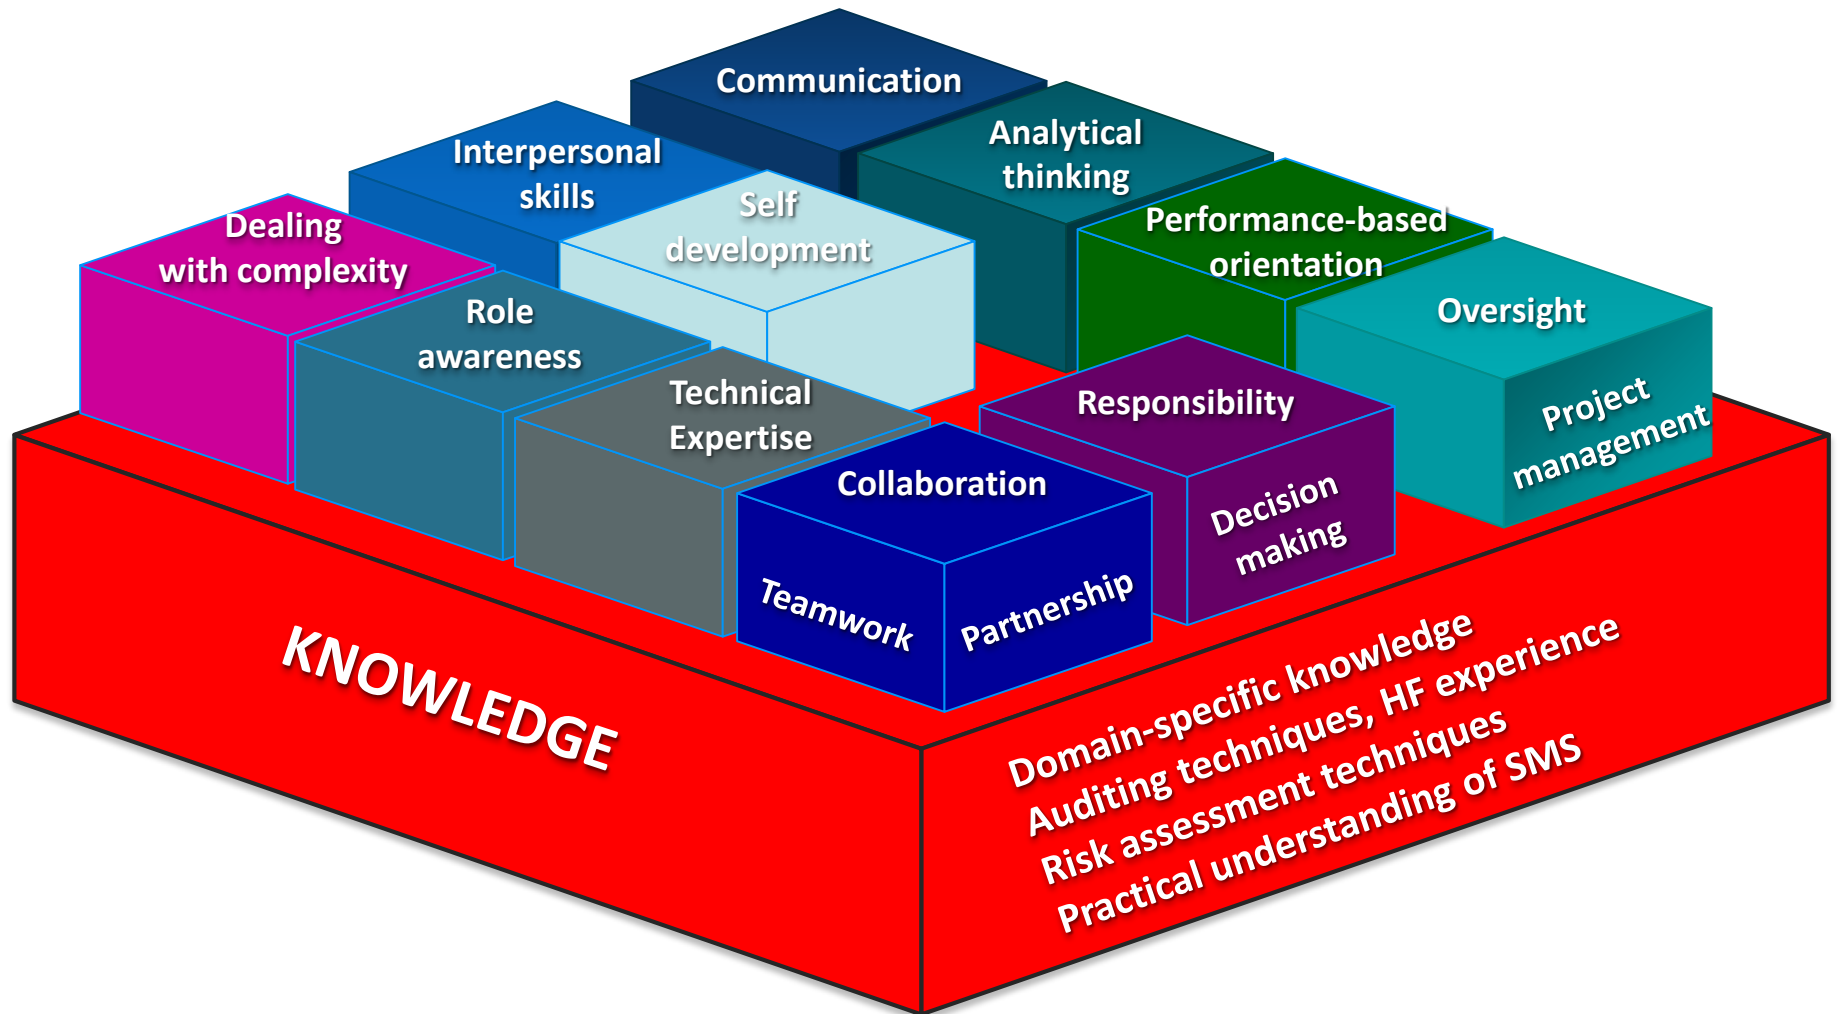 Communication
Analytical
thinking
Interpersonal
skills
Self
development
Performance-based
orientation
Dealing
with complexity
Role
awareness
Oversight
Project
management
Technical
Expertise
Responsibility
Decision
making
Collaboration
Teamwork
Partnership
KNOWLEDGE
Domain-specific knowledge
Auditing techniques, HF experience
Risk assessment techniques
Practical understanding of SMS